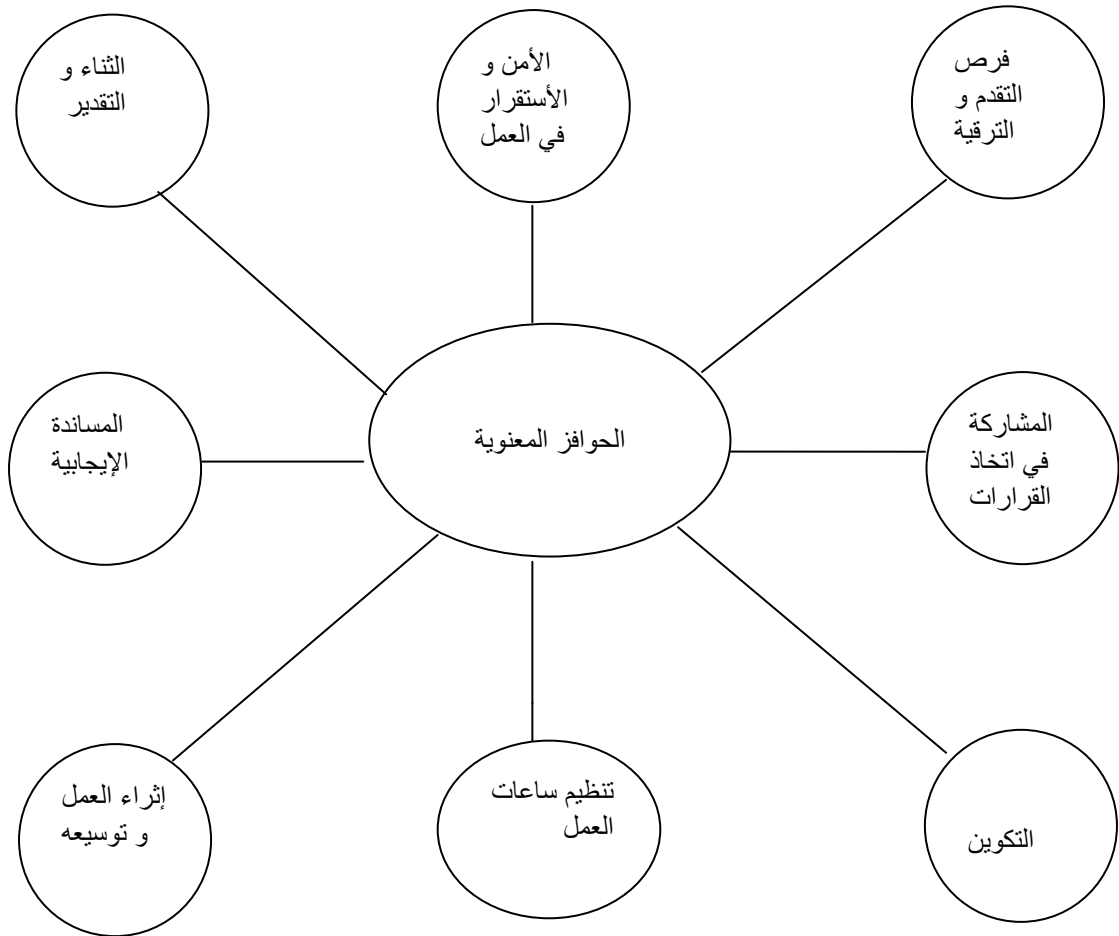 فرص
التقدم و
الترقية
الأمن و
الأستقرار
في العمل
الثناء و
التقدير
المشاركة
في اتخاذ
القرارات
الحوافز المعنوية
المساندة
الإيجابية
التكوين
تنظيم ساعات
العمل
إثراء العمل
و توسيعه